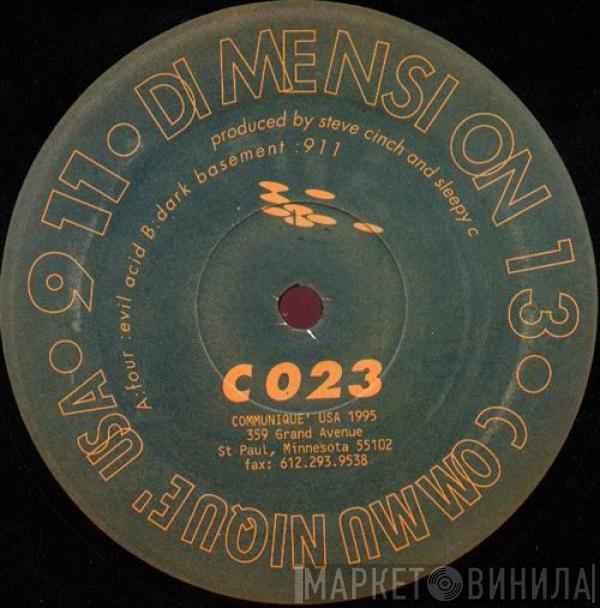 911 • DIMENSION 13 • COMMUNIQUE' USA •
produced by steve cinch and sleepy c
A:four :evil acid B:dark basement :911
C023
COMMUNIQUE' USA 1995
359 Grand Avenue
St Paul, Minnesota 55102
fax: 612.293.9538
МАРКЕТ ВИНИЛА